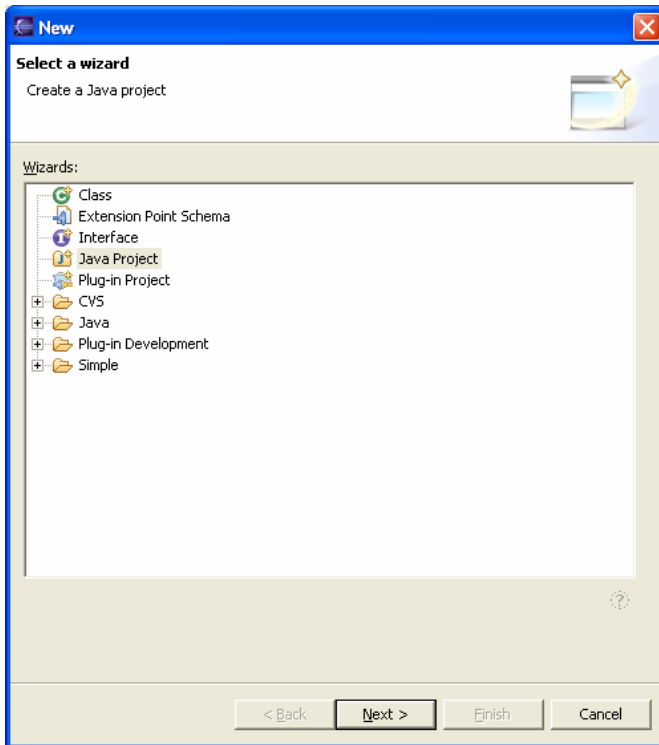 New
Select a wizard
Create a Java project
Wizards:
Class
Extension Point Schema
Interface
Java Project
Plug-in Project
CVS
Java
Plug-in Development
Simple
< Back Next > Finish Cancel